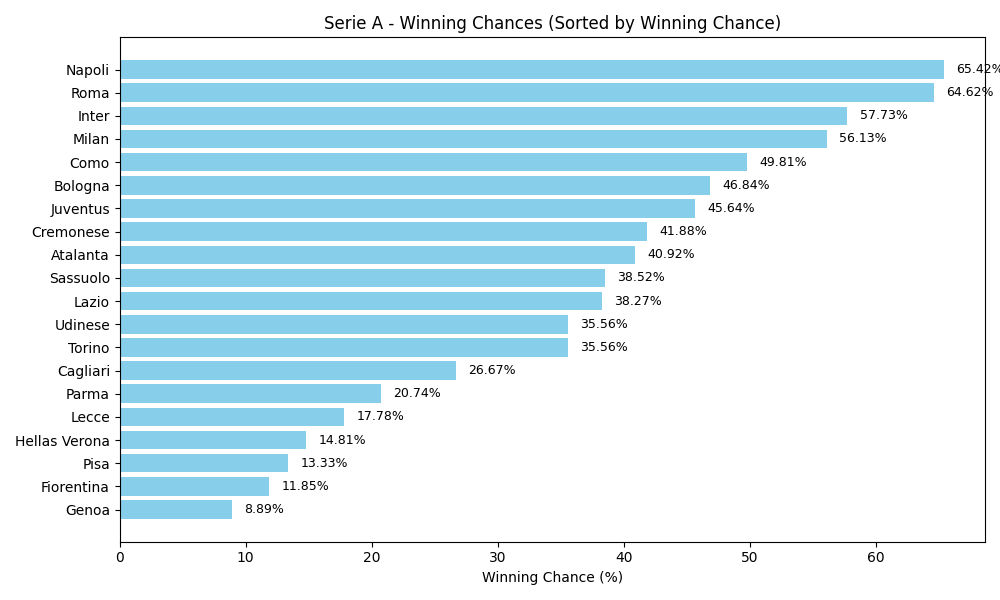 Serie A - Winning Chances (Sorted by Winning Chance)
Napoli 65.42%
Roma 64.62%
Inter 57.73%
Milan 56.13%
Como 49.81%
Bologna 46.84%
Juventus 45.64%
Cremonese 41.88%
Atalanta 40.92%
Sassuolo 38.52%
Lazio 38.27%
Udinese 35.56%
Torino 35.56%
Cagliari 26.67%
Parma 20.74%
Lecce 17.78%
Hellas Verona 14.81%
Pisa 13.33%
Fiorentina 11.85%
Genoa 8.89%
0 10 20 30 40 50 60
Winning Chance (%)